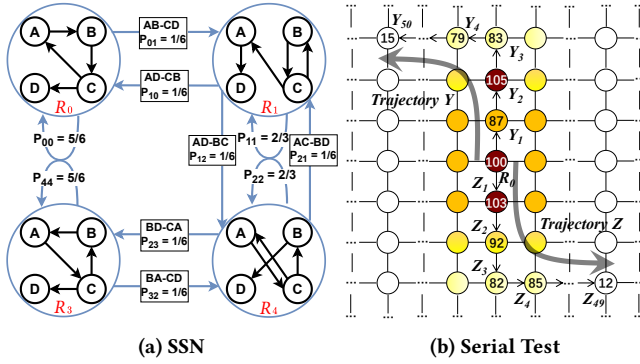 A
B
D
C
R0
AB-CD
P01 = 1/6
AD-CB
P10 = 1/6
A
B
D
C
R1
P00 = 5/6
P44 = 5/6
AD-BC
P12 = 1/6
P11 = 2/3
P22 = 2/3
AC-BD
P21 = 1/6
A
B
D
C
R3
BD-CA
P23 = 1/6
BA-CD
P32 = 1/6
A
B
D
C
R4
(a) SSN
15
Y50
79
Y4
83
Y3
105
Y2
Trajectory Y
87
Y1
100
R0
Z1
103
Z2
92
Trajectory Z
Z3
82
85
Z4
12
Z49
(b) Serial Test